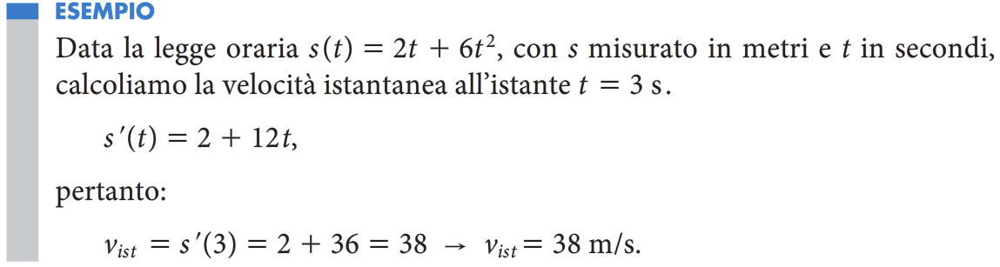 ESEMPIO
Data la legge oraria s(t) = 2t + 6t², con s misurato in metri e t in secondi,
calcoliamo la velocità istantanea all’istante t = 3 s.
s′(t) = 2 + 12t,
pertanto:
v_ist = s′(3) = 2 + 36 = 38 → v_ist = 38 m/s.